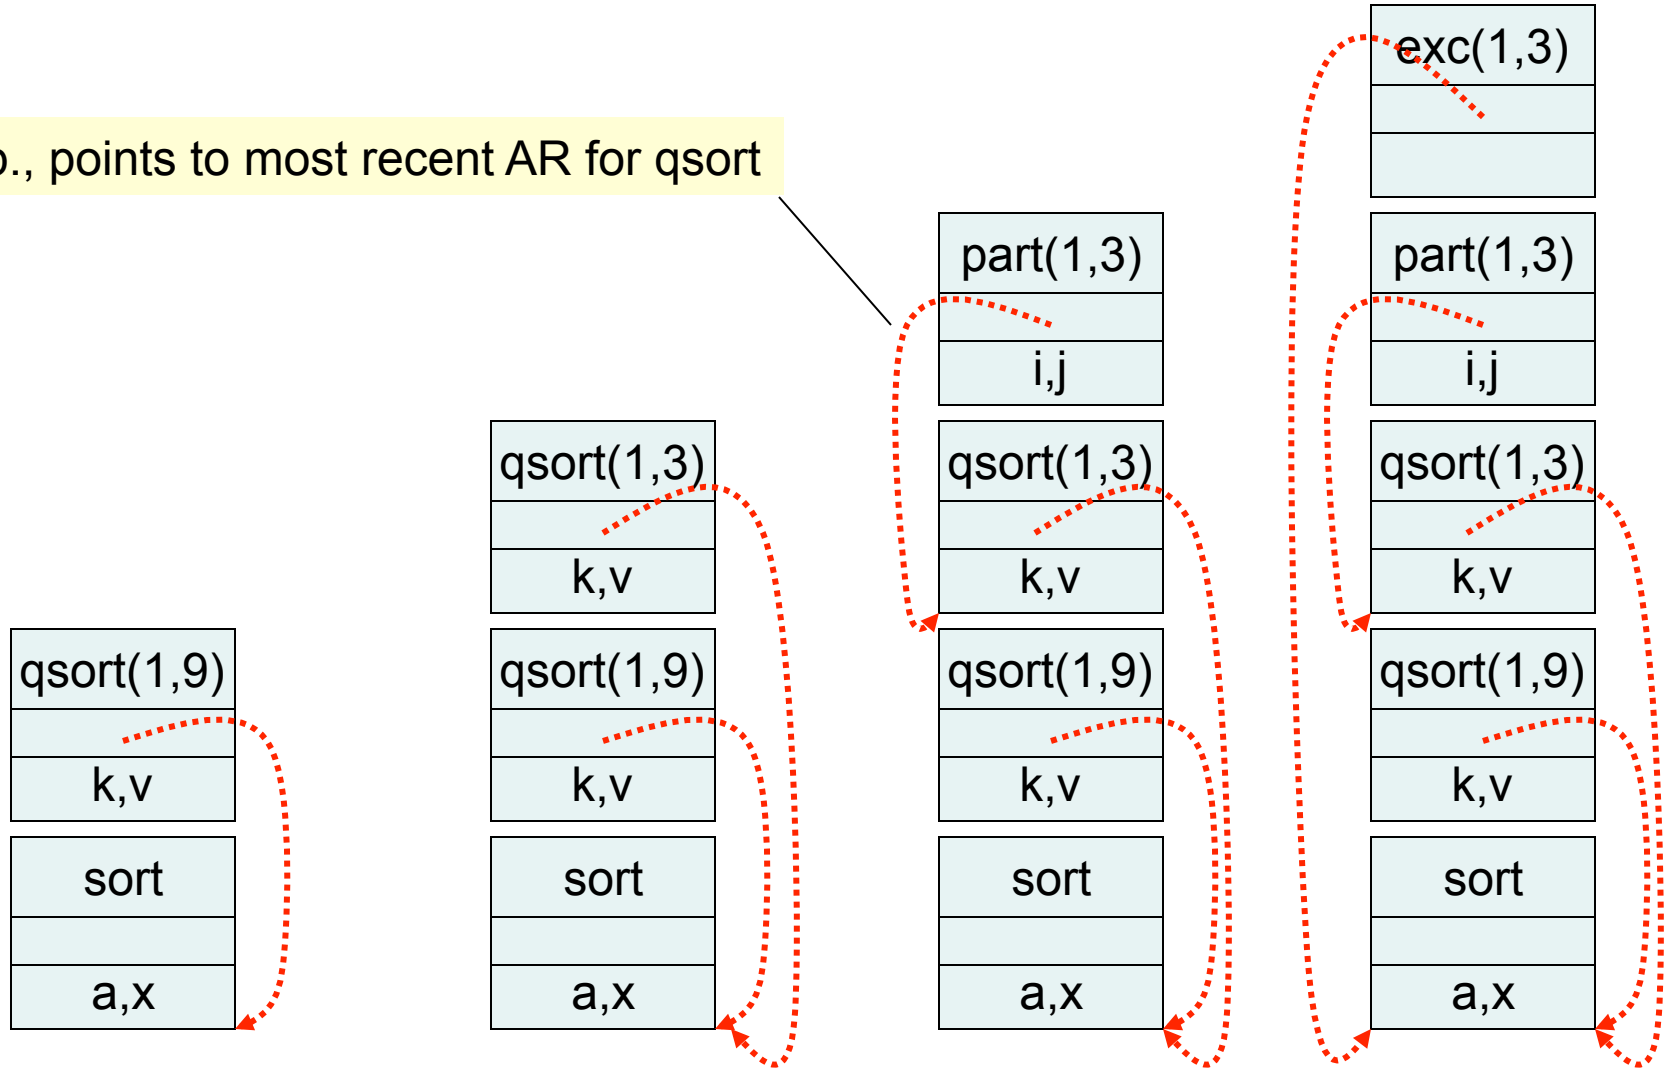 exc(1,3)
., points to most recent AR for qsort
part(1,3)
i,j
part(1,3)
i,j
qsort(1,3)
k,v
qsort(1,3)
k,v
qsort(1,3)
k,v
qsort(1,9)
k,v
qsort(1,9)
k,v
qsort(1,9)
k,v
qsort(1,9)
k,v
sort
a,x
sort
a,x
sort
a,x
sort
a,x